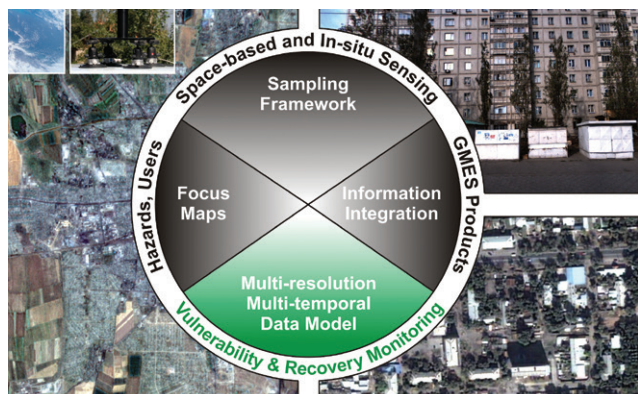 Space-based and In-situ Sensing
Sampling
Framework
Hazards, Users
Focus
Maps
Information
Integration
GMES Products
Multi-resolution
Multi-temporal
Data Model
Vulnerability & Recovery Monitoring